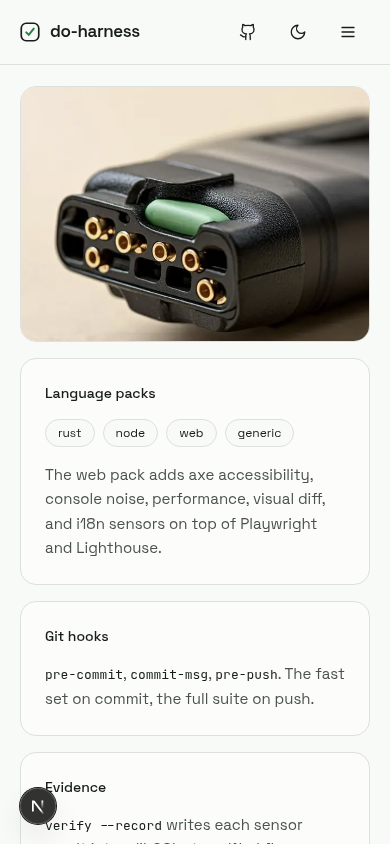 do-harness
Language packs
rust node web generic
The web pack adds axe accessibility,
console noise, performance, visual diff,
and i18n sensors on top of Playwright
and Lighthouse.
Git hooks
pre-commit, commit-msg, pre-push. The fast
set on commit, the full suite on push.
Evidence
verify --record writes each sensor